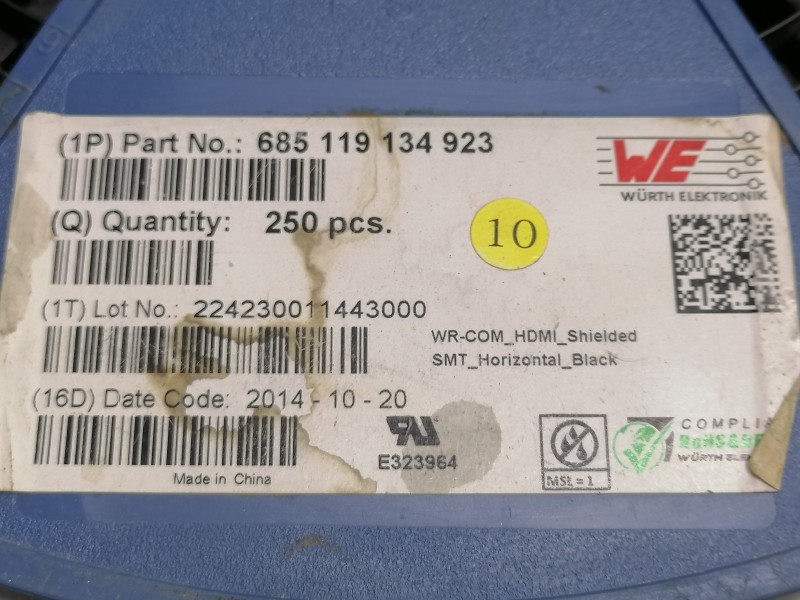 (1P) Part No.: 685 119 134 923
WE
WÜRTH ELEKTRONIK
(Q) Quantity: 250 pcs.
10
(1T) Lot No.: 224230011443000
WR-COM_HDMI_Shielded
SMT_Horizontal_Black
(16D) Date Code: 2014 - 10 - 20
E323964
Made in China
MSL = 1
WÜRTH